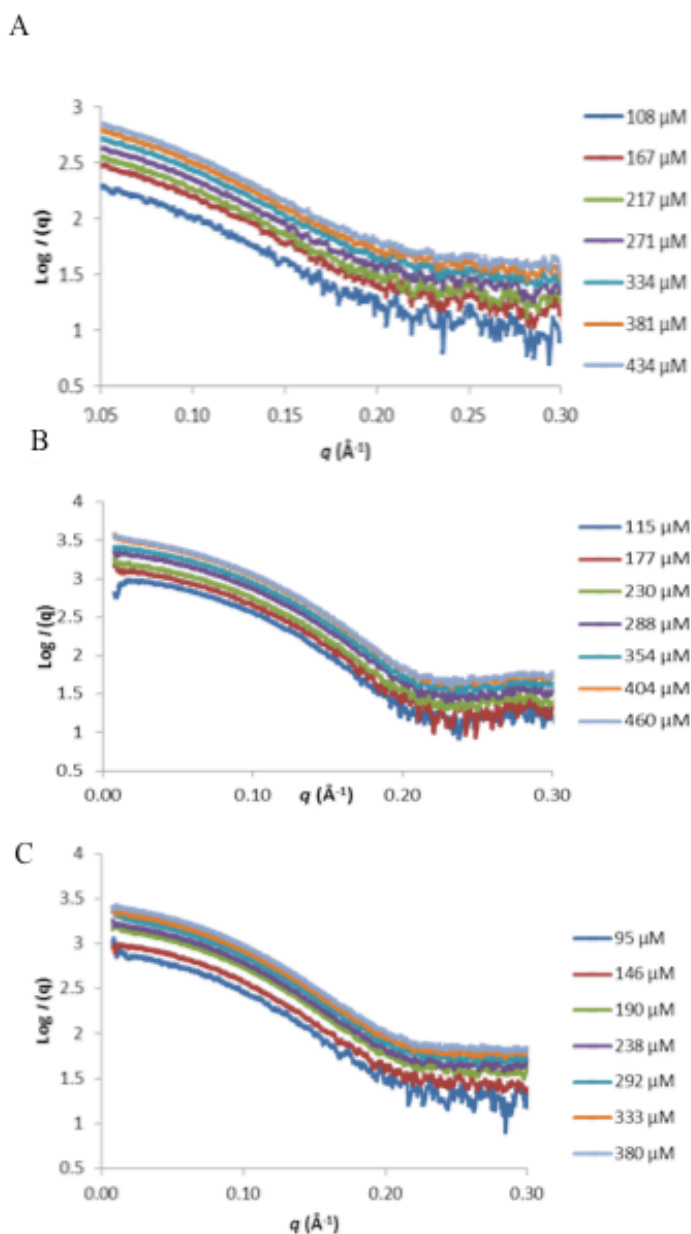 A
3
2.5
2
1.5
1
0.5
Log I (q)
.05 0.10 0.15 0.20 0.25 0.30
q (Å-1)
108 µM
167 µM
217 µM
271 µM
334 µM
381 µM
434 µM
B
4
3.5
3
2.5
2
1.5
1
0.5
Log I (q)
0.00 0.10 q (Å-1) 0.20 0.30
115 µM
177 µM
230 µM
288 µM
354 µM
404 µM
460 µM
C
4
3.5
3
2.5
2
1.5
1
0.5
Log I (q)
0.00 0.10 0.20 0.30
q (Å-1)
95 µM
146 µM
190 µM
238 µM
292 µM
333 µM
380 µM